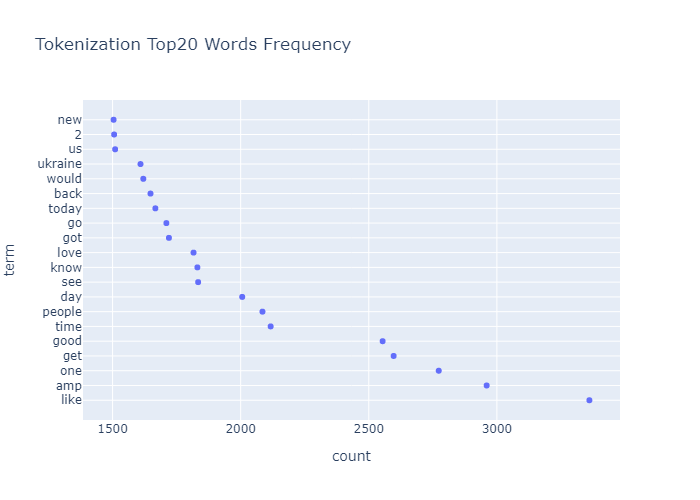 Tokenization Top20 Words Frequency
new
2
us
ukraine
would
back
today
go
got
love
know
see
day
people
time
good
get
one
amp
like
term
1500 2000 2500 3000
count